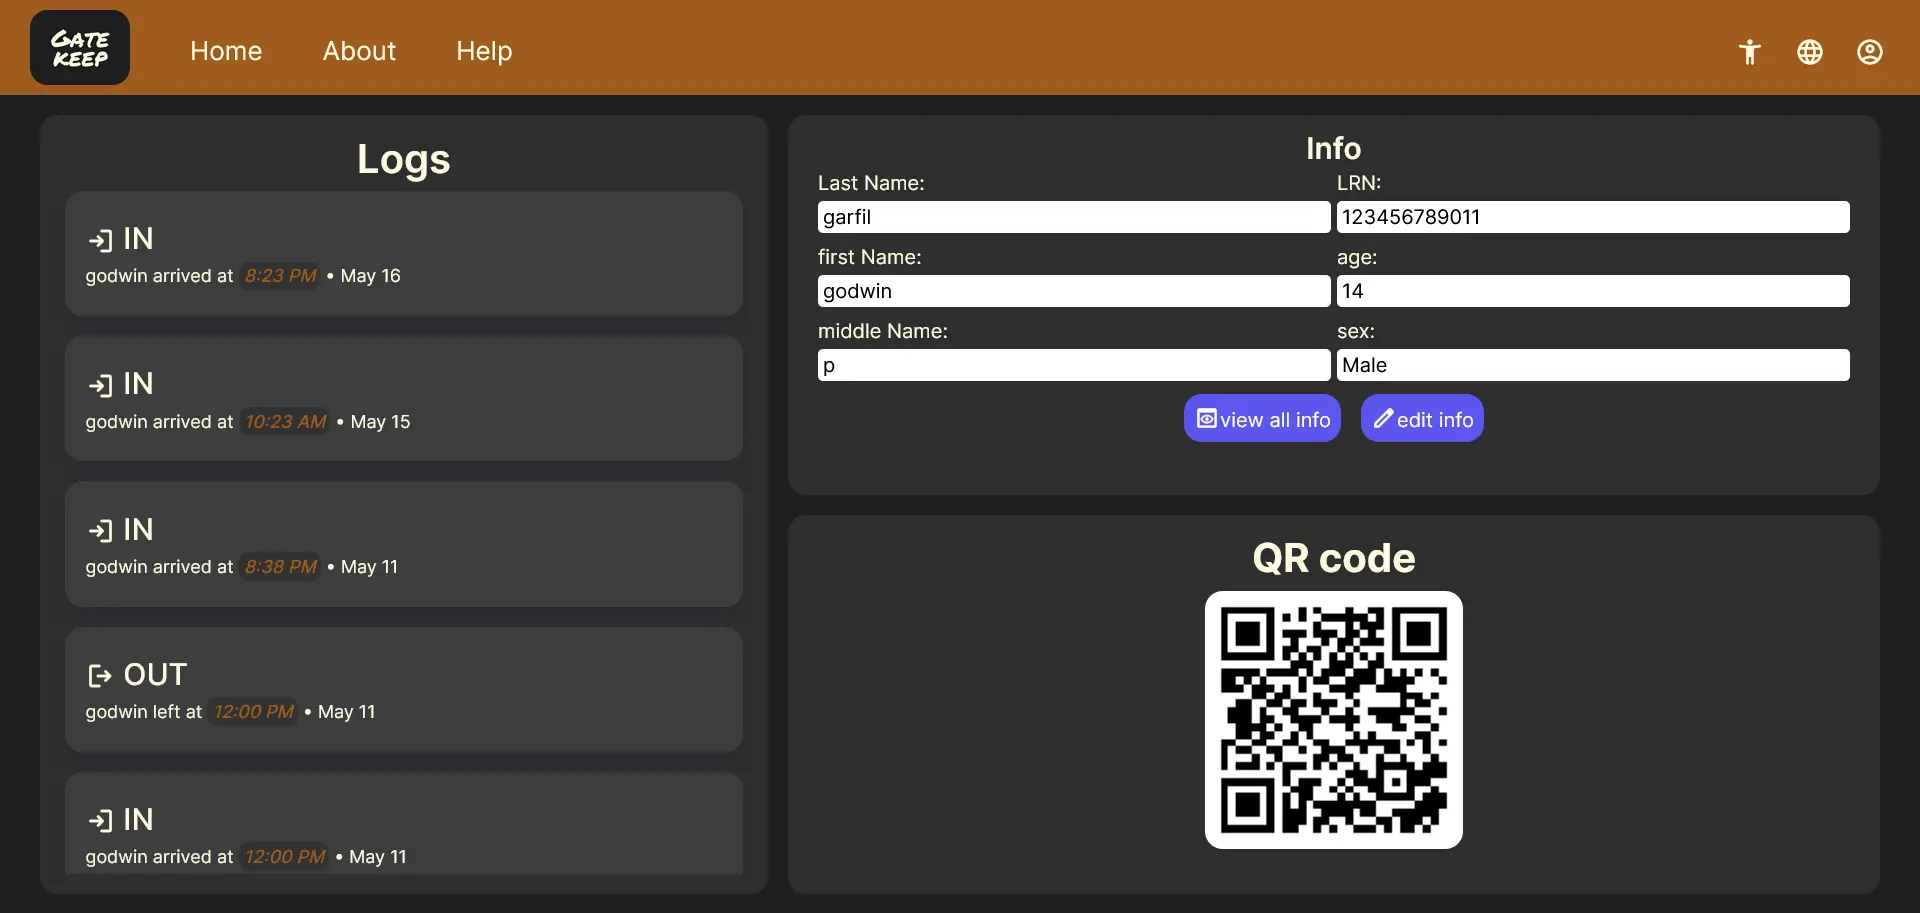 GATE
KEEP
Home
About
Help
Logs
IN
godwin arrived at 8:23 PM • May 16
IN
godwin arrived at 10:23 AM • May 15
IN
godwin arrived at 8:38 PM • May 11
OUT
godwin left at 12:00 PM • May 11
IN
godwin arrived at 12:00 PM • May 11
Info
Last Name:
garfil
LRN:
123456789011
first Name:
godwin
age:
14
middle Name:
p
sex:
Male
view all info
edit info
QR code